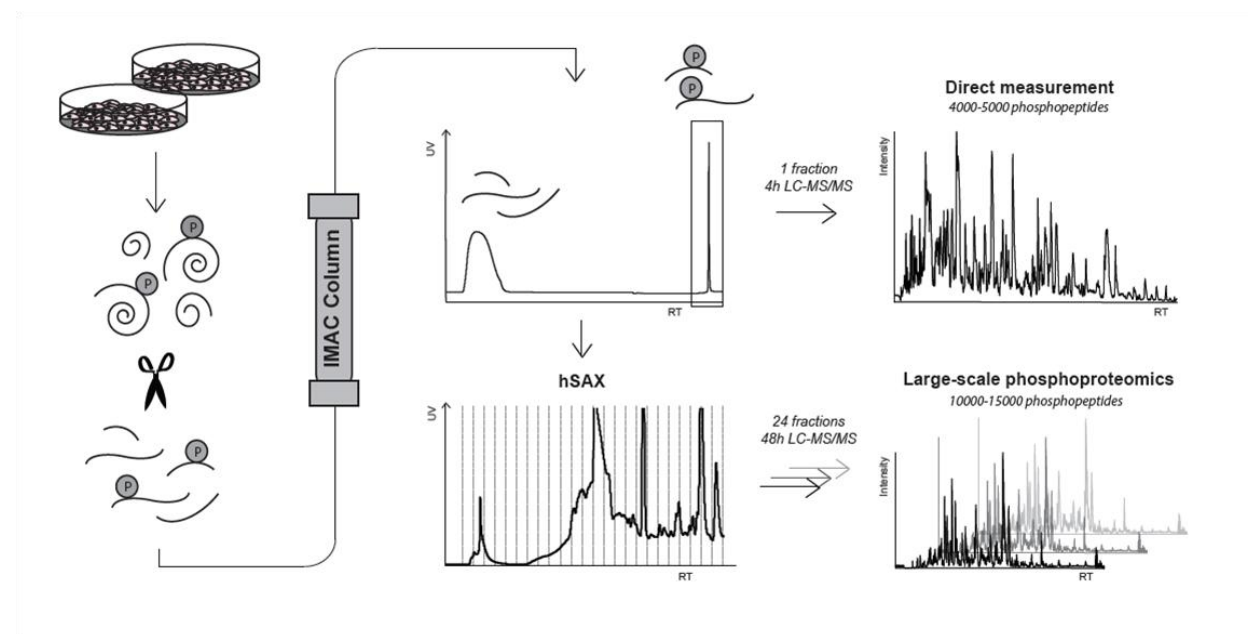 P
P
UV
RT
1 fraction
4h LC-MS/MS
Direct measurement
4000-5000 phosphopeptides
Intensity
RT
P
P
IMAC Column
P
P
hSAX
UV
RT
24 fractions
48h LC-MS/MS
Large-scale phosphoproteomics
10000-15000 phosphopeptides
Intensity
RT